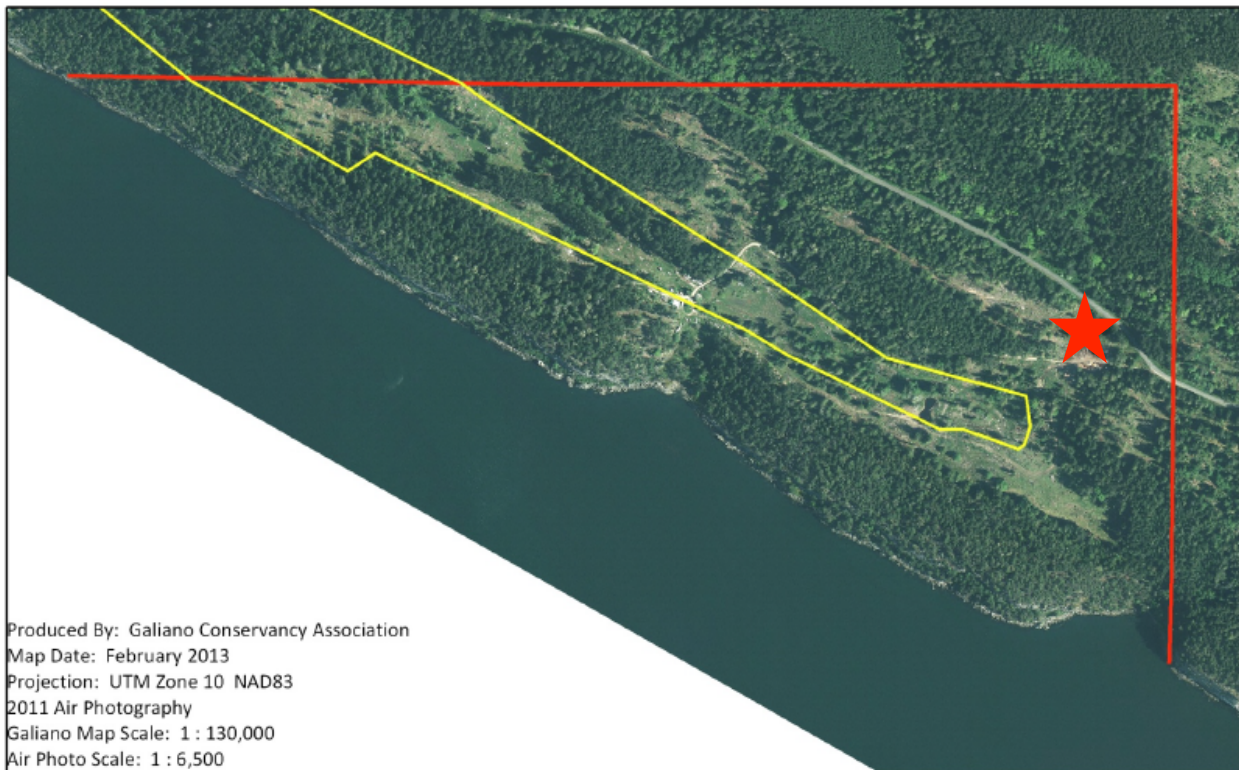 Produced By: Galiano Conservancy Association
Map Date: February 2013
Projection: UTM Zone 10 NAD83
2011 Air Photography
Galiano Map Scale: 1 : 130,000
Air Photo Scale: 1 : 6,500